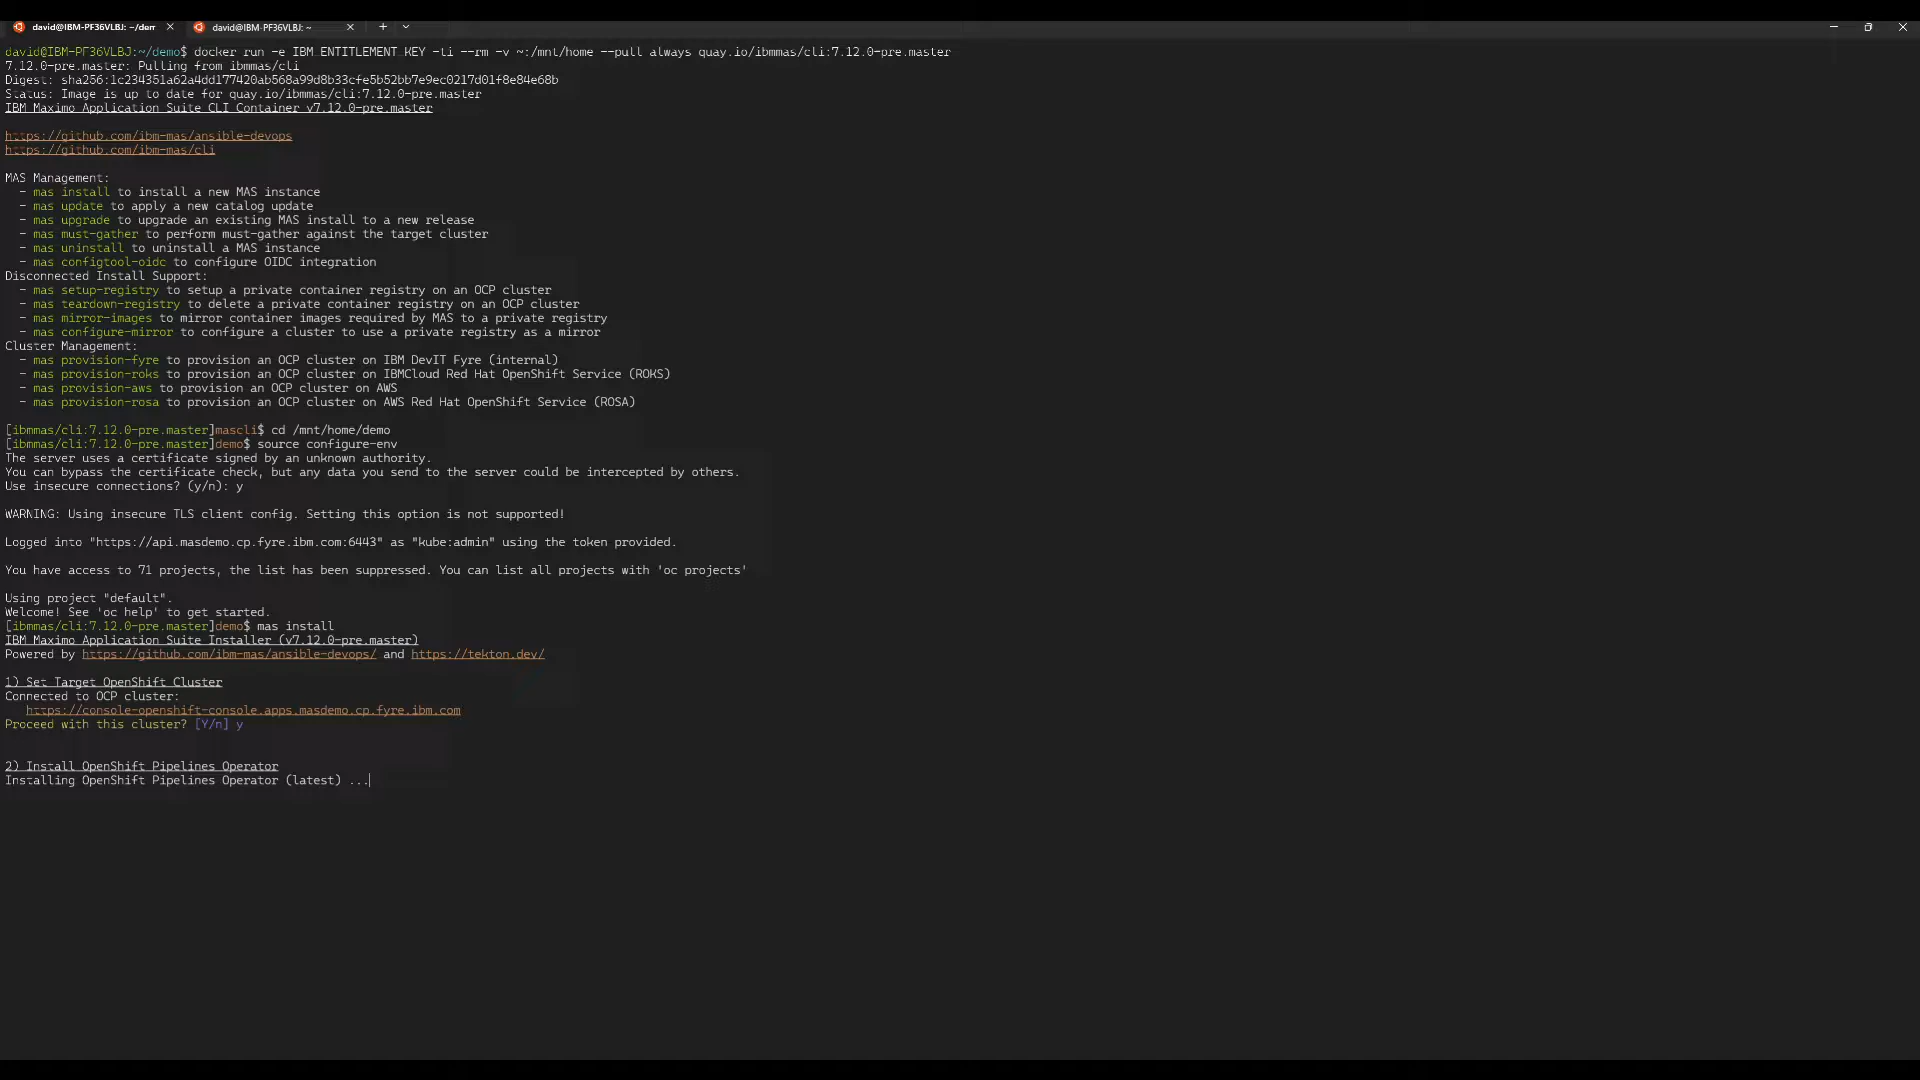 david@IBM-PF36VLBJ: ~/dem
david@IBM-PF36VLBJ: ~
david@IBM-PF36VLBJ:~/demo$ docker run -e IBM_ENTITLEMENT_KEY -ti --rm -v ~:/mnt/home --pull always quay.io/ibmmas/cli:7.12.0-pre.master
7.12.0-pre.master: Pulling from ibmmas/cli
Digest: sha256:1c234351a62a4dd177420ab568a99d8b33cfe5b52bb7e9ec0217d01f8e84e68b
Status: Image is up to date for quay.io/ibmmas/cli:7.12.0-pre.master
IBM Maximo Application Suite CLI Container v7.12.0-pre.master
https://github.com/ibm-mas/ansible-devops
https://github.com/ibm-mas/cli
MAS Management:
- mas install to install a new MAS instance
- mas update to apply a new catalog update
- mas upgrade to upgrade an existing MAS install to a new release
- mas must-gather to perform must-gather against the target cluster
- mas uninstall to uninstall a MAS instance
- mas configtool-oidc to configure OIDC integration
Disconnected Install Support:
- mas setup-registry to setup a private container registry on an OCP cluster
- mas teardown-registry to delete a private container registry on an OCP cluster
- mas mirror-images to mirror container images required by MAS to a private registry
- mas configure-mirror to configure a cluster to use a private registry as a mirror
Cluster Management:
- mas provision-fyre to provision an OCP cluster on IBM DevIT Fyre (internal)
- mas provision-roks to provision an OCP cluster on IBMCloud Red Hat OpenShift Service (ROKS)
- mas provision-aws to provision an OCP cluster on AWS
- mas provision-rosa to provision an OCP cluster on AWS Red Hat OpenShift Service (ROSA)
[ibmmas/cli:7.12.0-pre.master]mascli$ cd /mnt/home/demo
[ibmmas/cli:7.12.0-pre.master]demo$ source configure-env
The server uses a certificate signed by an unknown authority.
You can bypass the certificate check, but any data you send to the server could be intercepted by others.
Use insecure connections? (y/n): y
WARNING: Using insecure TLS client config. Setting this option is not supported!
Logged into "https://api.masdemo.cp.fyre.ibm.com:6443" as "kube:admin" using the token provided.
You have access to 71 projects, the list has been suppressed. You can list all projects with 'oc projects'
Using project "default".
Welcome! See 'oc help' to get started.
[ibmmas/cli:7.12.0-pre.master]demo$ mas install
IBM Maximo Application Suite Installer (v7.12.0-pre.master)
Powered by https://github.com/ibm-mas/ansible-devops/ and https://tekton.dev/
1) Set Target OpenShift Cluster
Connected to OCP cluster:
https://console-openshift-console.apps.masdemo.cp.fyre.ibm.com
Proceed with this cluster? [Y/n] y
2) Install OpenShift Pipelines Operator
Installing OpenShift Pipelines Operator (latest) ...